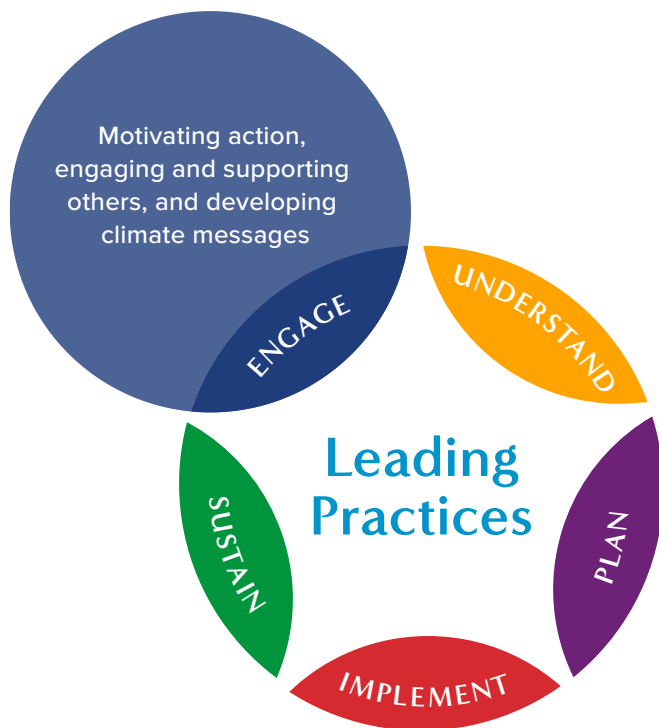 Motivating action,
engaging and supporting
others, and developing
climate messages
ENGAGE
UNDERSTAND
Leading
Practices
SUSTAIN
PLAN
IMPLEMENT